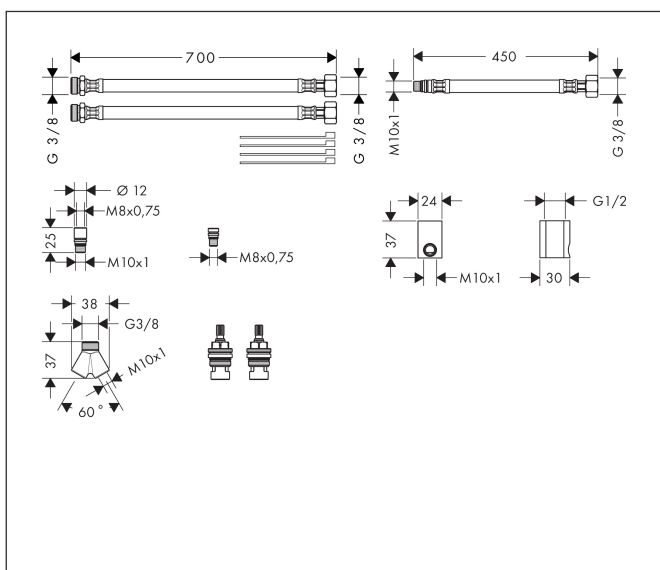 700
G 3/8
G 3/8
450
M10x1
G 3/8
Ø 12
M8x0,75
25
M10x1
M8x0,75
24
37
M10x1
G1/2
30
38
G3/8
37
M10x1
60°